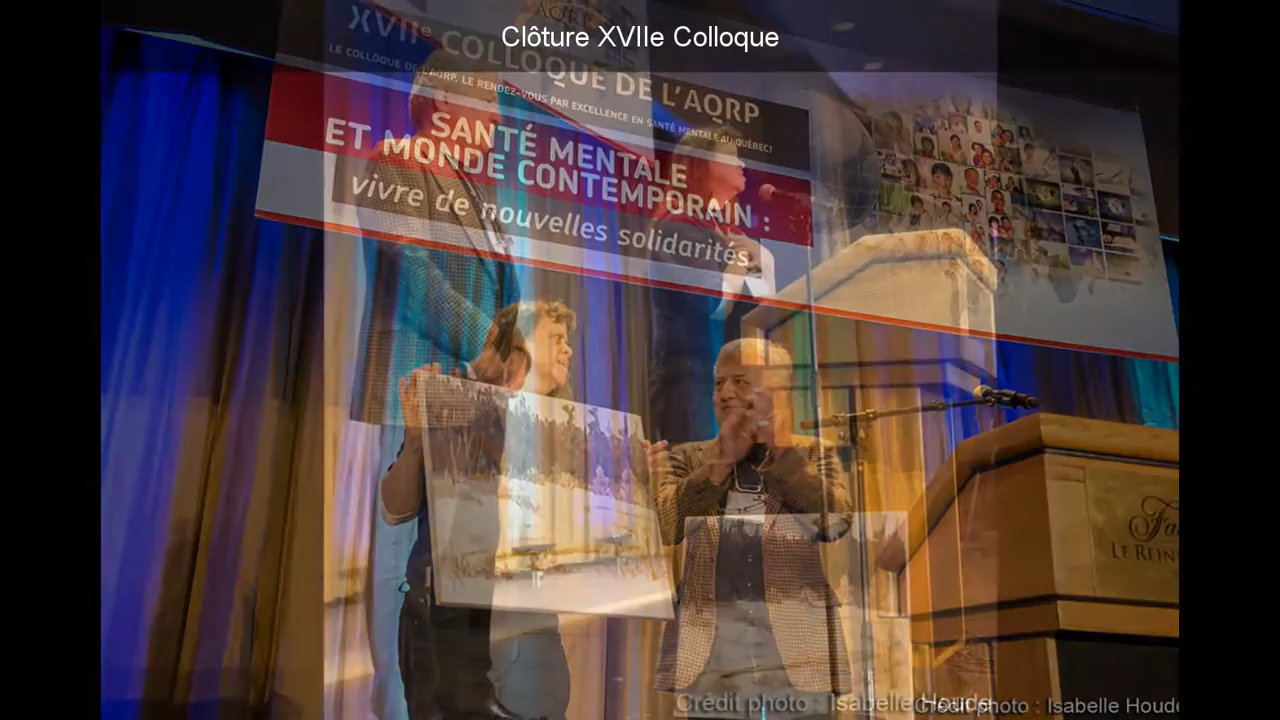 Clôture XVIIe Colloque
AQRP
XVIIe COLLOQUE DE L'AQRP
LE COLLOQUE DE L'AQRP, LE RENDEZ-VOUS PAR EXCELLENCE EN SANTÉ MENTALE AU QUÉBEC!
SANTÉ MENTALE
ET MONDE CONTEMPORAIN :
vivre de nouvelles solidarités
LE REIN
Crédit photo : Isabelle Houde
Crédit photo : Isabelle Houde